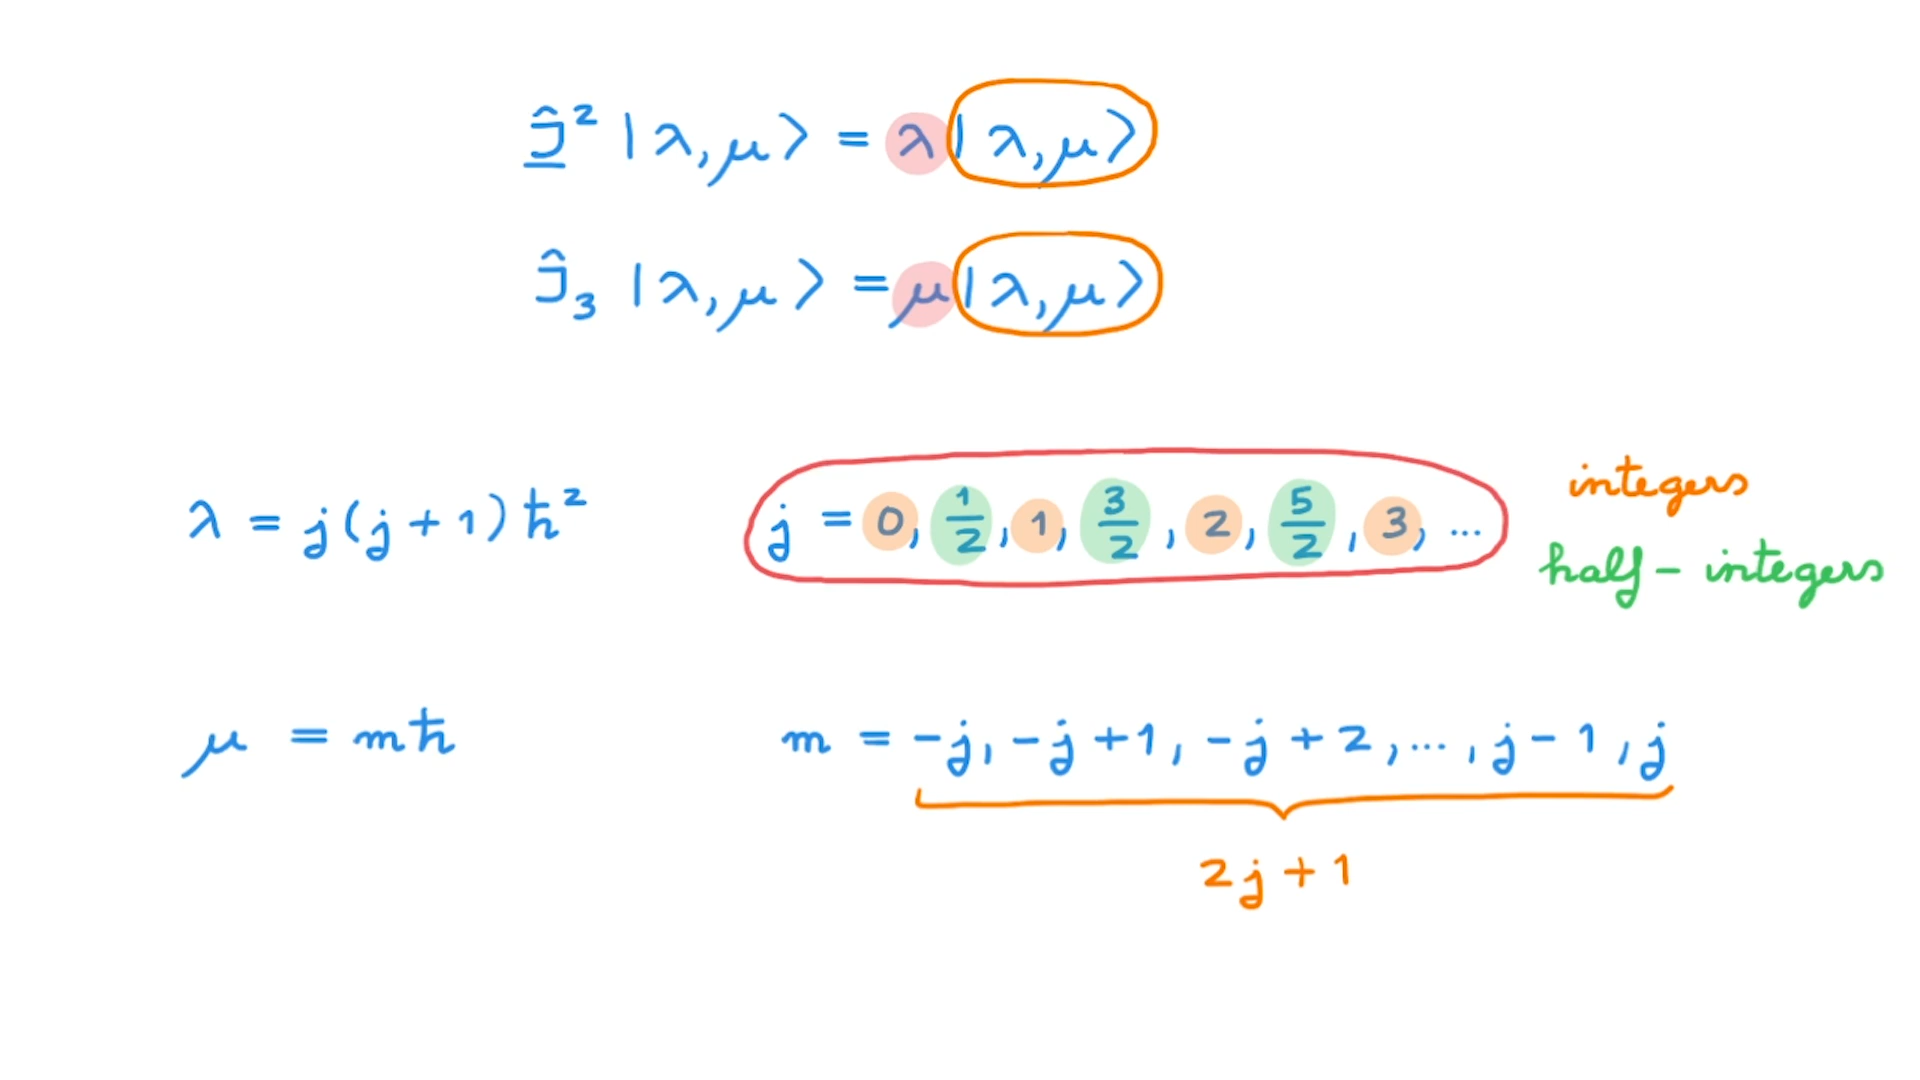 Ĵ² |λ,μ⟩ = λ|λ,μ⟩
Ĵ₃ |λ,μ⟩ = μ|λ,μ⟩
λ = j(j+1)ħ²
j = 0, 1/2, 1, 3/2, 2, 5/2, 3, ...
integers
half-integers
μ = mħ
m = -j, -j+1, -j+2, ..., j-1, j
2j+1